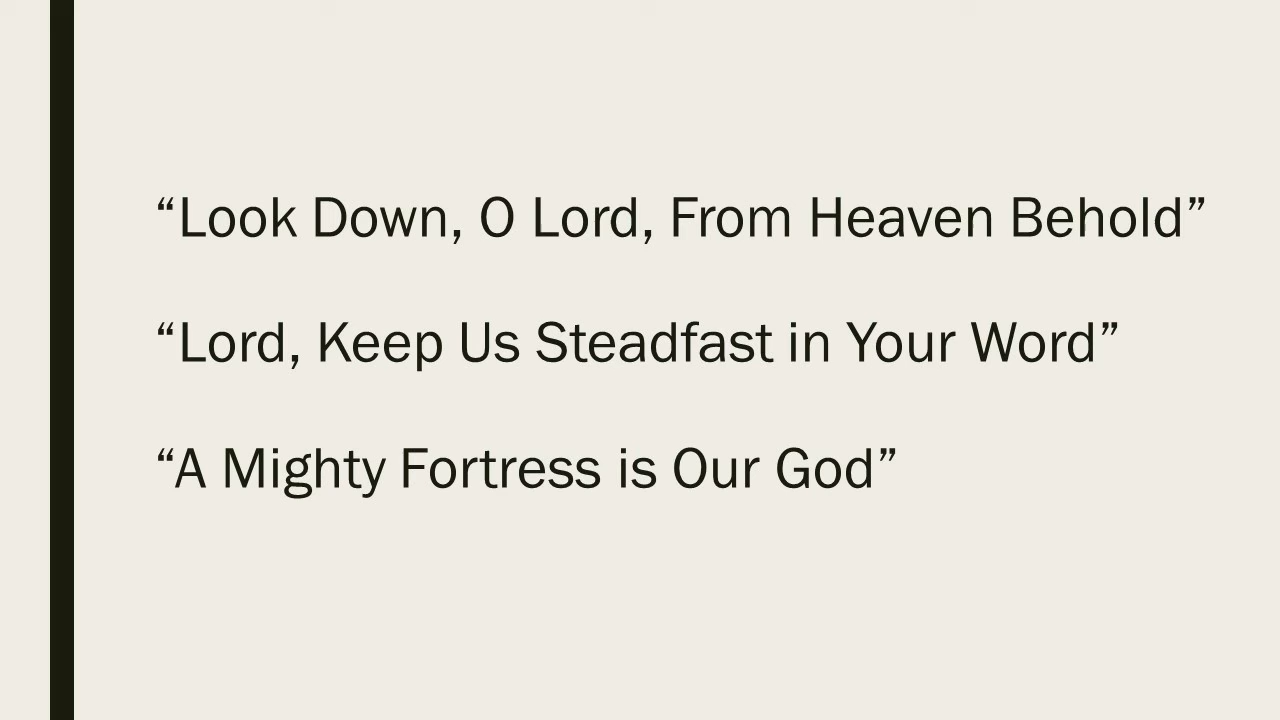 “Look Down, O Lord, From Heaven Behold”
“Lord, Keep Us Steadfast in Your Word”
“A Mighty Fortress is Our God”